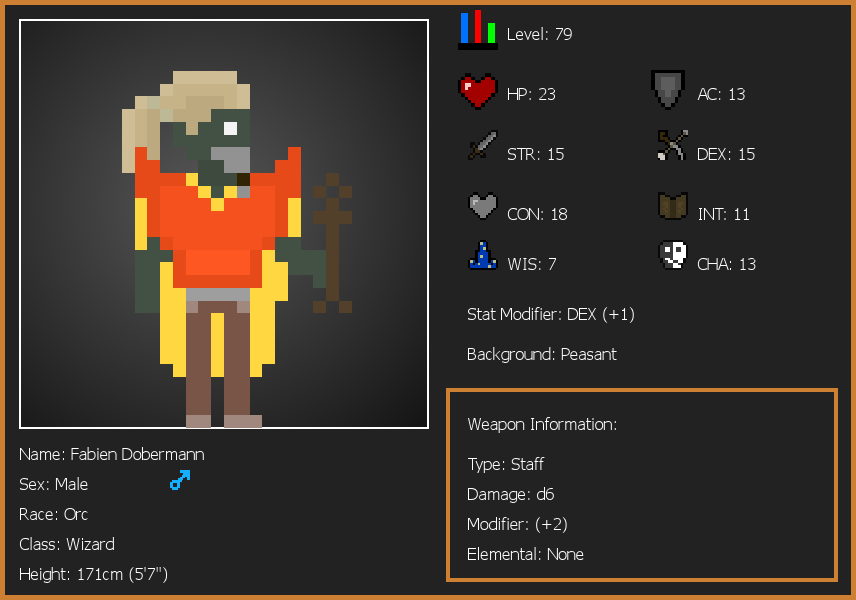 Level: 79
HP: 23
AC: 13
STR: 15
DEX: 15
CON: 18
INT: 11
WIS: 7
CHA: 13
Stat Modifier: DEX (+1)
Background: Peasant
Weapon Information:
Type: Staff
Damage: d6
Modifier: (+2)
Elemental: None
Name: Fabien Dobermann
Sex: Male
Race: Orc
Class: Wizard
Height: 171cm (5'7")